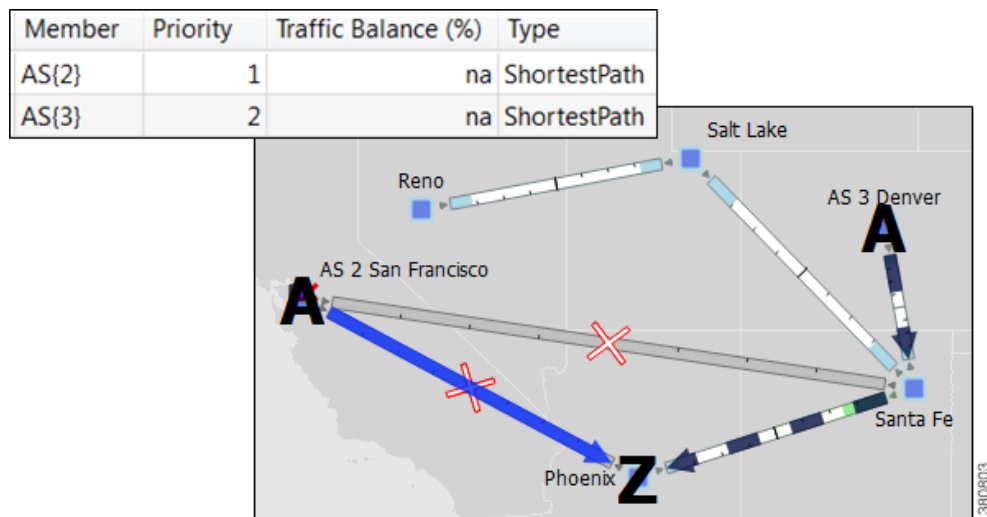 Member Priority Traffic Balance (%) Type
AS{2} 1 na ShortestPath
AS{3} 2 na ShortestPath
Salt Lake
Reno
AS 3 Denver
A
AS 2 San Francisco
A
Santa Fe
Phoenix Z
380803